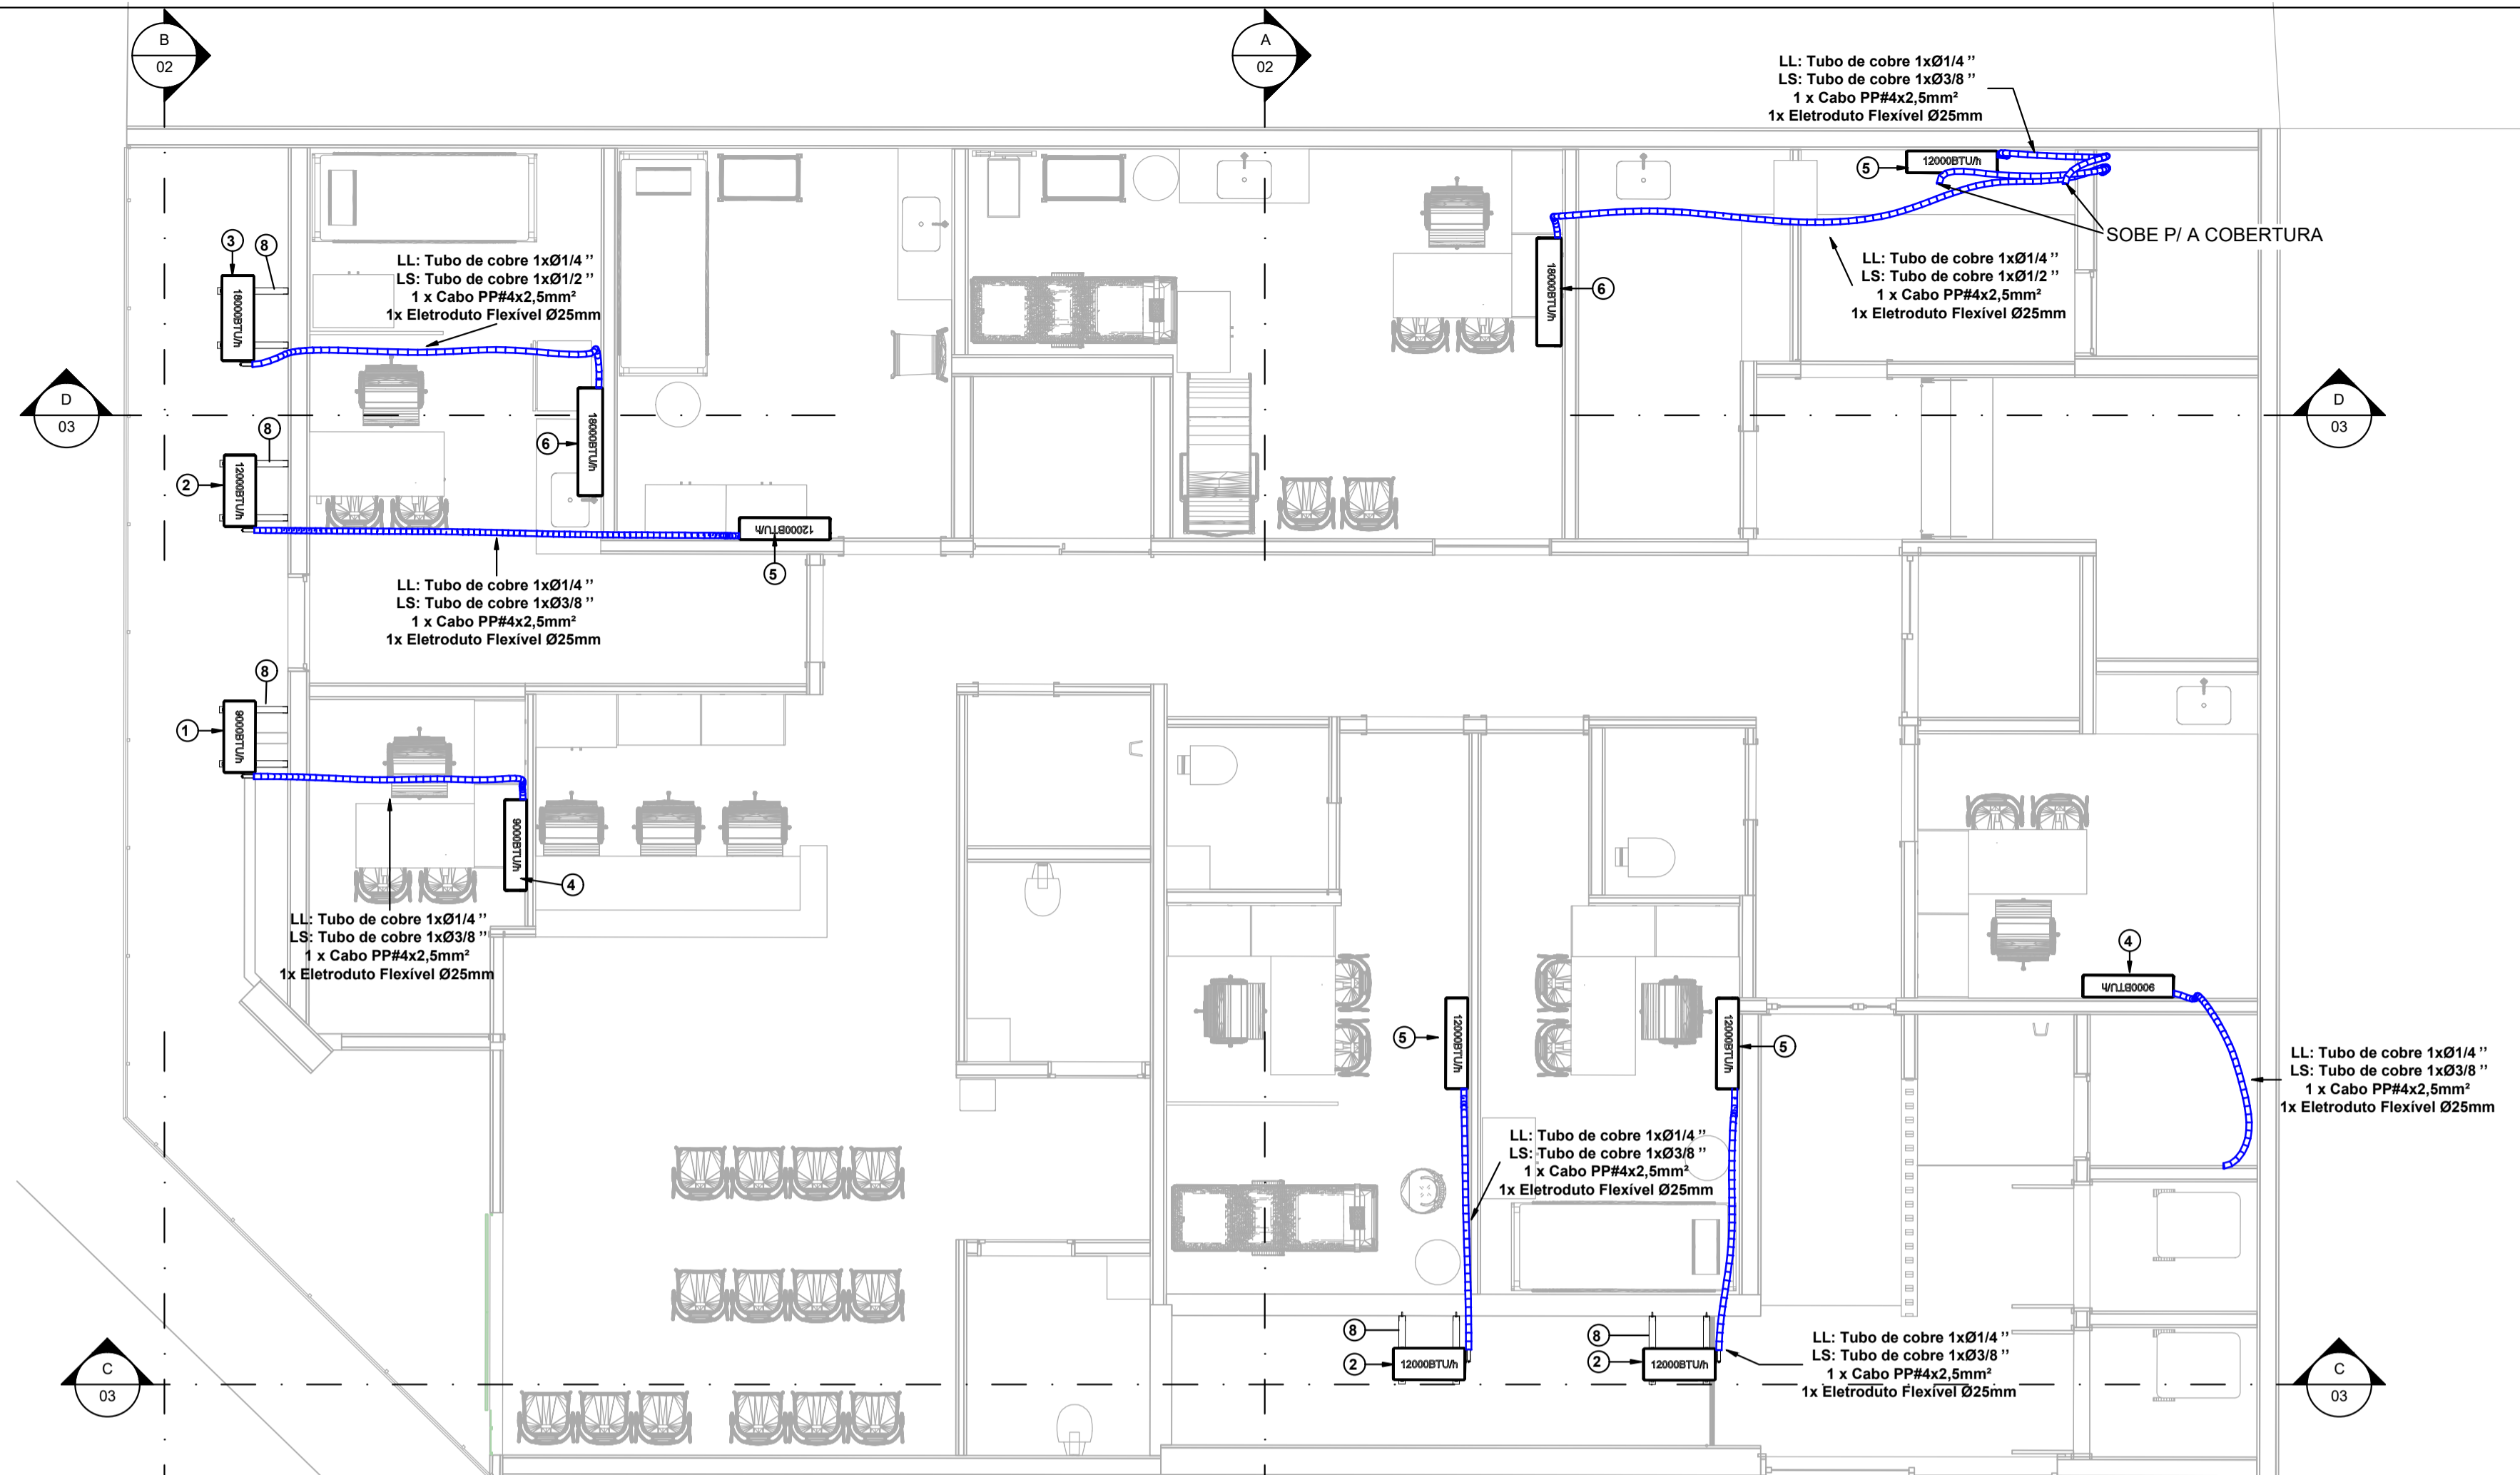 B
02
A
02
LL: Tubo de cobre 1xØ1/4 ’’
LS: Tubo de cobre 1xØ3/8 ’’
1 x Cabo PP#4x2,5mm²
1x Eletroduto Flexível Ø25mm
5
12000BTU/h
SOBE P/ A COBERTURA
3
8
18000BTU/h
LL: Tubo de cobre 1xØ1/4 ’’
LS: Tubo de cobre 1xØ1/2 ’’
1 x Cabo PP#4x2,5mm²
1x Eletroduto Flexível Ø25mm
18000BTU/h
6
LL: Tubo de cobre 1xØ1/4 ’’
LS: Tubo de cobre 1xØ1/2 ’’
1 x Cabo PP#4x2,5mm²
1x Eletroduto Flexível Ø25mm
D
03
D
03
8
2
12000BTU/h
6
18000BTU/h
12000BTU/h
5
LL: Tubo de cobre 1xØ1/4 ’’
LS: Tubo de cobre 1xØ3/8 ’’
1 x Cabo PP#4x2,5mm²
1x Eletroduto Flexível Ø25mm
8
1
9000BTU/h
9000BTU/h
4
LL: Tubo de cobre 1xØ1/4 ’’
LS: Tubo de cobre 1xØ3/8 ’’
1 x Cabo PP#4x2,5mm²
1x Eletroduto Flexível Ø25mm
4
9000BTU/h
5
12000BTU/h
12000BTU/h
5
LL: Tubo de cobre 1xØ1/4 ’’
LS: Tubo de cobre 1xØ3/8 ’’
1 x Cabo PP#4x2,5mm²
1x Eletroduto Flexível Ø25mm
LL: Tubo de cobre 1xØ1/4 ’’
LS: Tubo de cobre 1xØ3/8 ’’
1 x Cabo PP#4x2,5mm²
1x Eletroduto Flexível Ø25mm
8
2
12000BTU/h
8
2
12000BTU/h
LL: Tubo de cobre 1xØ1/4 ’’
LS: Tubo de cobre 1xØ3/8 ’’
1 x Cabo PP#4x2,5mm²
1x Eletroduto Flexível Ø25mm
C
03
C
03